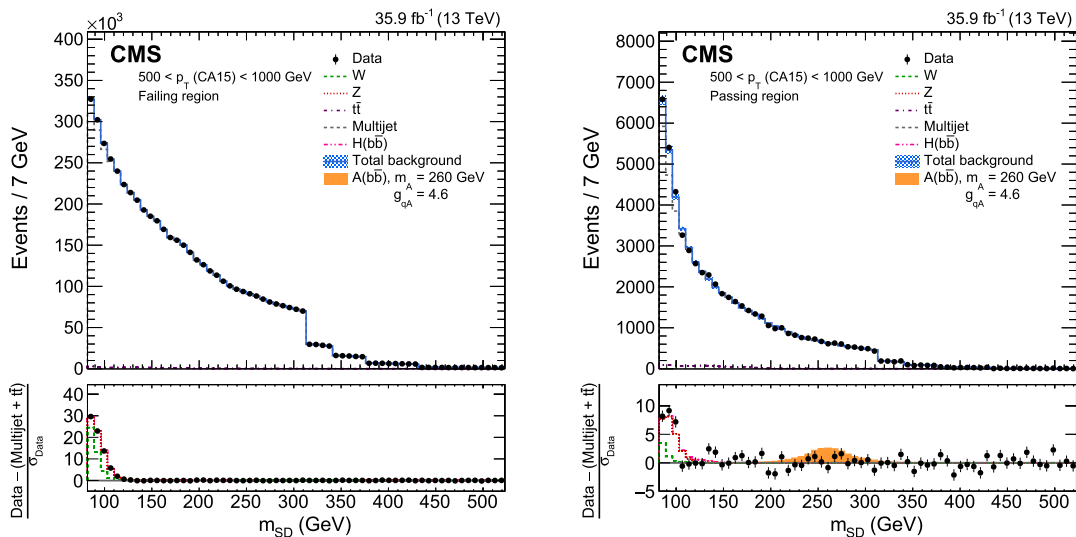 35.9 fb⁻¹ (13 TeV)
×10³
CMS
500 < p_T (CA15) < 1000 GeV
Failing region
Data
W
Z
tt̄
Multijet
H(bb̄)
Total background
A(bb̄), m_A = 260 GeV
g_qA = 4.6
Events / 7 GeV
400
350
300
250
200
150
100
50
0
Data – (Multijet + tt̄)
σ_Data
40
30
20
10
0
100 150 200 250 300 350 400 450 500
m_SD (GeV)
35.9 fb⁻¹ (13 TeV)
CMS
500 < p_T (CA15) < 1000 GeV
Passing region
Data
W
Z
tt̄
Multijet
H(bb̄)
Total background
A(bb̄), m_A = 260 GeV
g_qA = 4.6
Events / 7 GeV
8000
7000
6000
5000
4000
3000
2000
1000
0
Data – (Multijet + tt̄)
σ_Data
10
5
0
–5
100 150 200 250 300 350 400 450 500
m_SD (GeV)